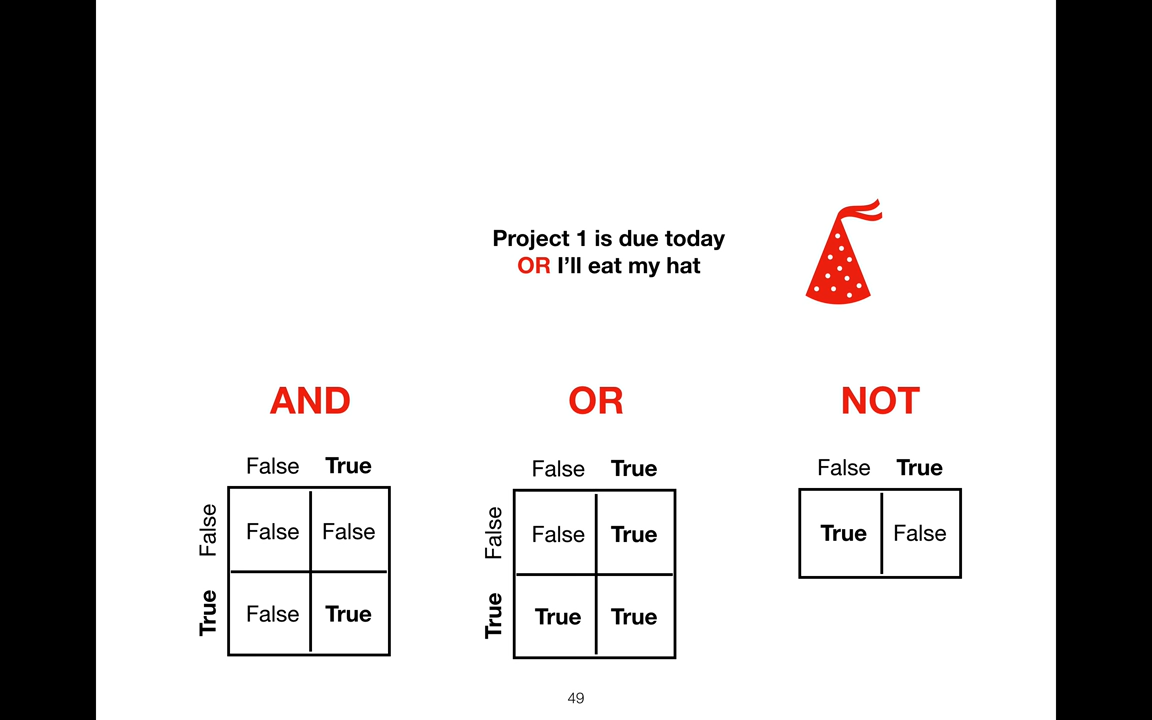 Project 1 is due today
OR I’ll eat my hat
AND
False True
False False False
True False True
OR
False True
False False True
True True True
NOT
False True
True False
49